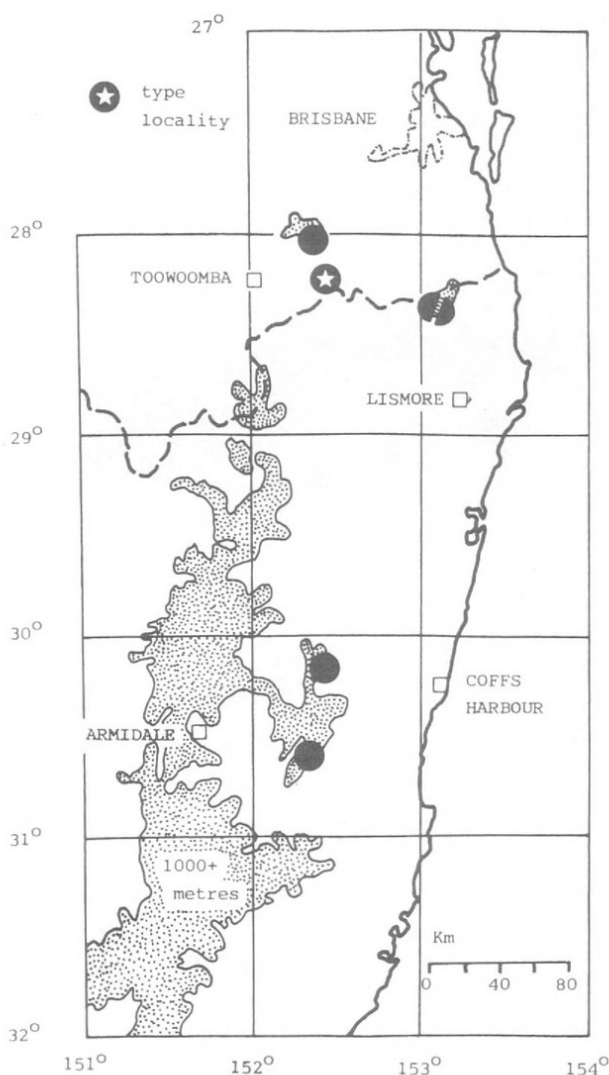 27°
type
locality
BRISBANE
28°
TOOWOOMBA
LISMORE
29°
30°
COFFS
HARBOUR
ARMIDALE
31°
1000+
metres
Km
0 40 80
32°
151° 152° 153° 154°